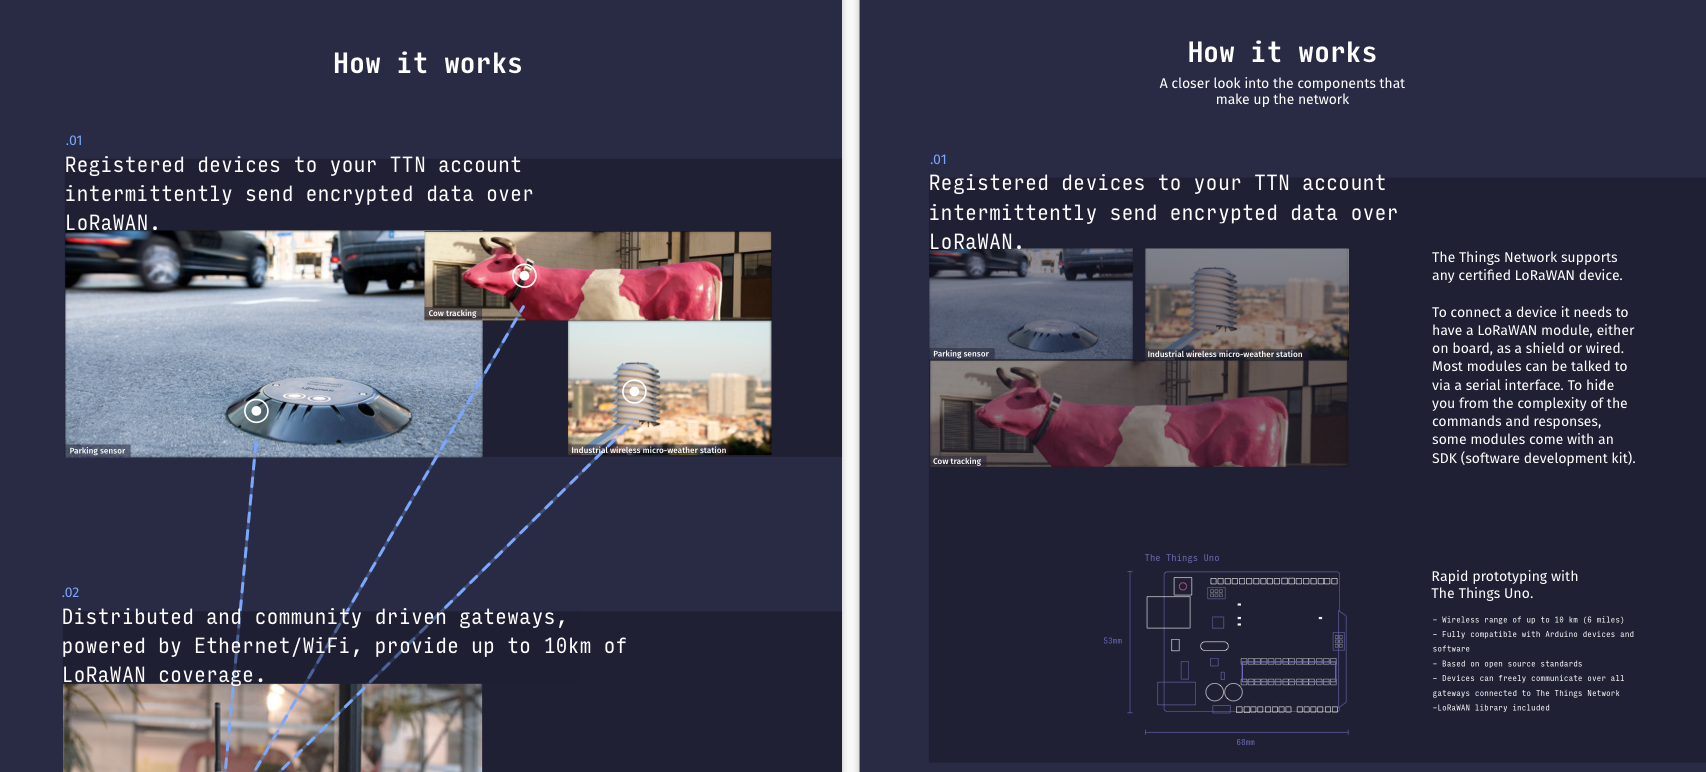 How it works
.01
Registered devices to your TTN account
intermittently send encrypted data over
LoRaWAN.
Cow tracking
Parking sensor
Industrial wireless micro-weather station
.02
Distributed and community driven gateways,
powered by Ethernet/WiFi, provide up to 10km of
LoRaWAN coverage.
How it works
A closer look into the components that
make up the network
.01
Registered devices to your TTN account
intermittently send encrypted data over
LoRaWAN.
Parking sensor
Industrial wireless micro-weather station
Cow tracking
The Things Network supports
any certified LoRaWAN device.
To connect a device it needs to
have a LoRaWAN module, either
on board, as a shield or wired.
Most modules can be talked to
via a serial interface. To hide
you from the complexity of the
commands and responses,
some modules come with an
SDK (software development kit).
The Things Uno
53mm
68mm
Rapid prototyping with
The Things Uno.
– Wireless range of up to 10 km (6 miles)
– Fully compatible with Arduino devices and
software
– Based on open source standards
– Devices can freely communicate over all
gateways connected to The Things Network
–LoRaWAN library included